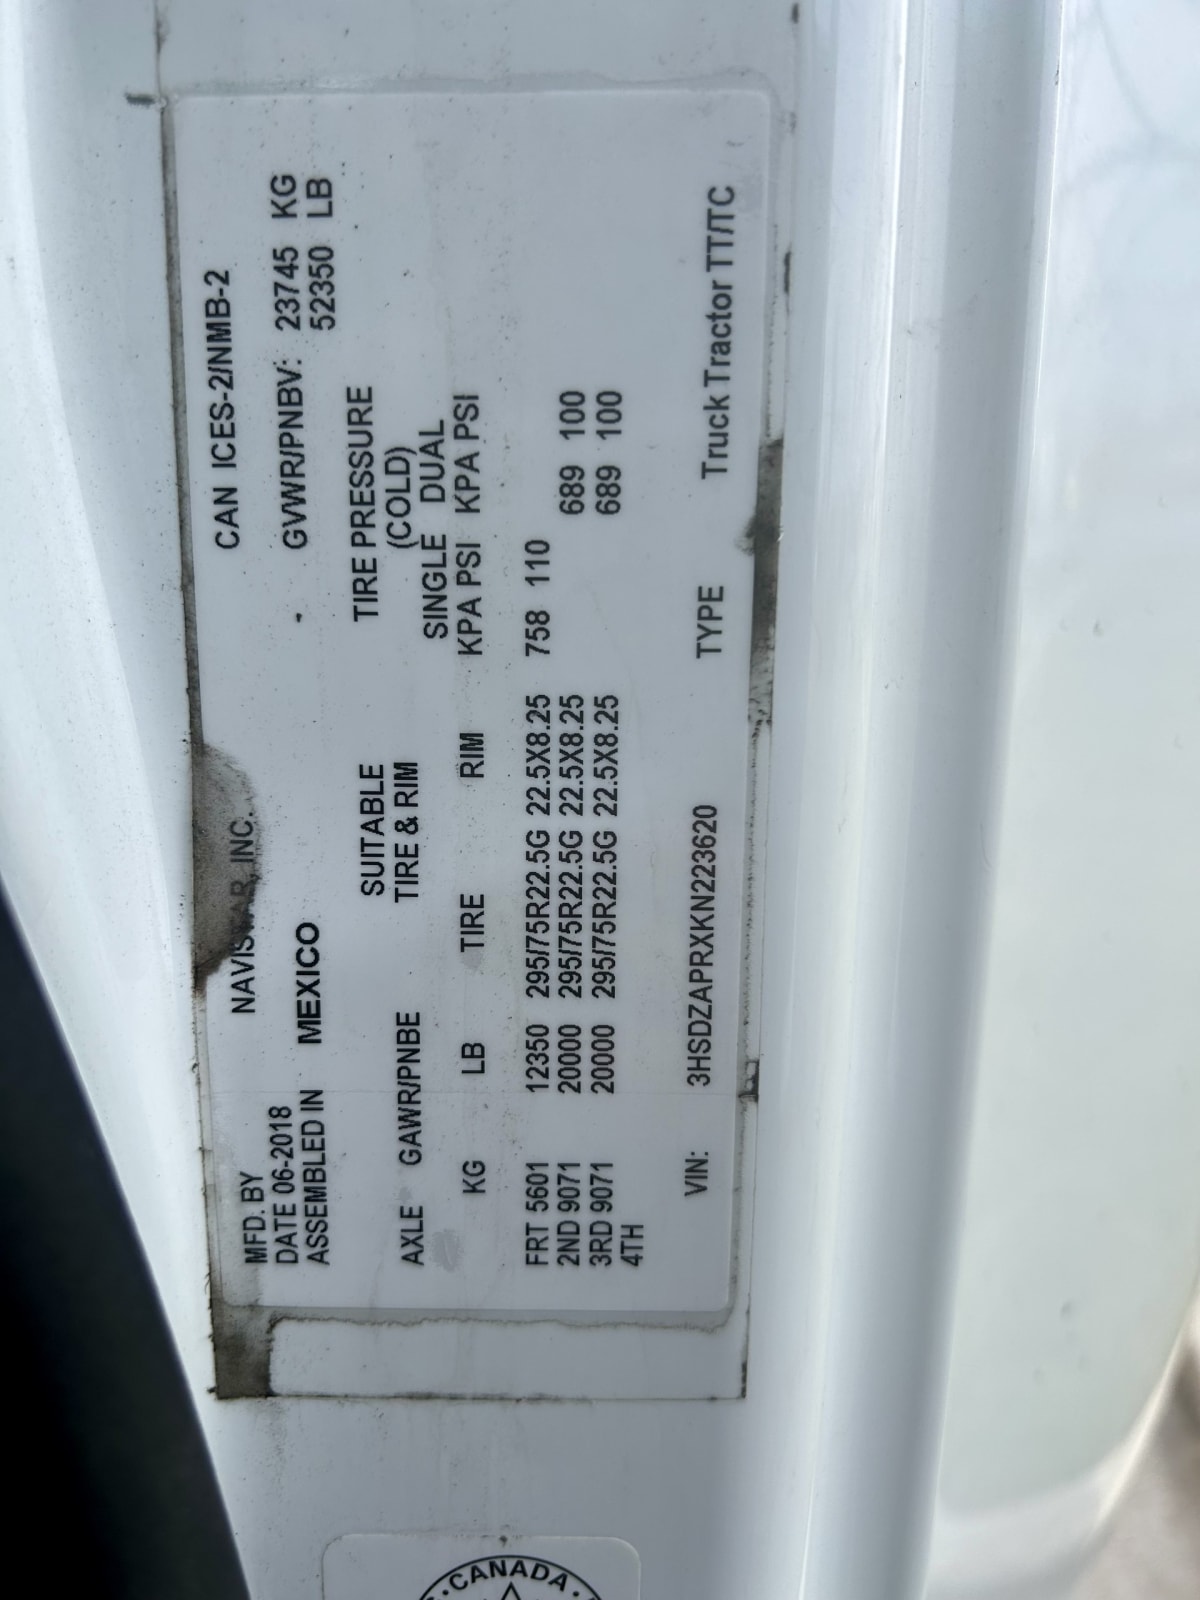 MFD. BY NAVISTAR, INC. CAN ICES-2/NMB-2
DATE 06-2018
ASSEMBLED IN MEXICO - GVWR/PNBV: 23745 KG
52350 LB
SUITABLE TIRE PRESSURE
AXLE GAWR/PNBE TIRE & RIM (COLD)
SINGLE DUAL
KG LB TIRE RIM KPA PSI KPA PSI
FRT 5601 12350 295/75R22.5G 22.5X8.25 758 110
2ND 9071 20000 295/75R22.5G 22.5X8.25 689 100
3RD 9071 20000 295/75R22.5G 22.5X8.25 689 100
4TH
VIN: 3HSDZAPRXKN223620 TYPE Truck Tractor TT/TC
· CANADA ·